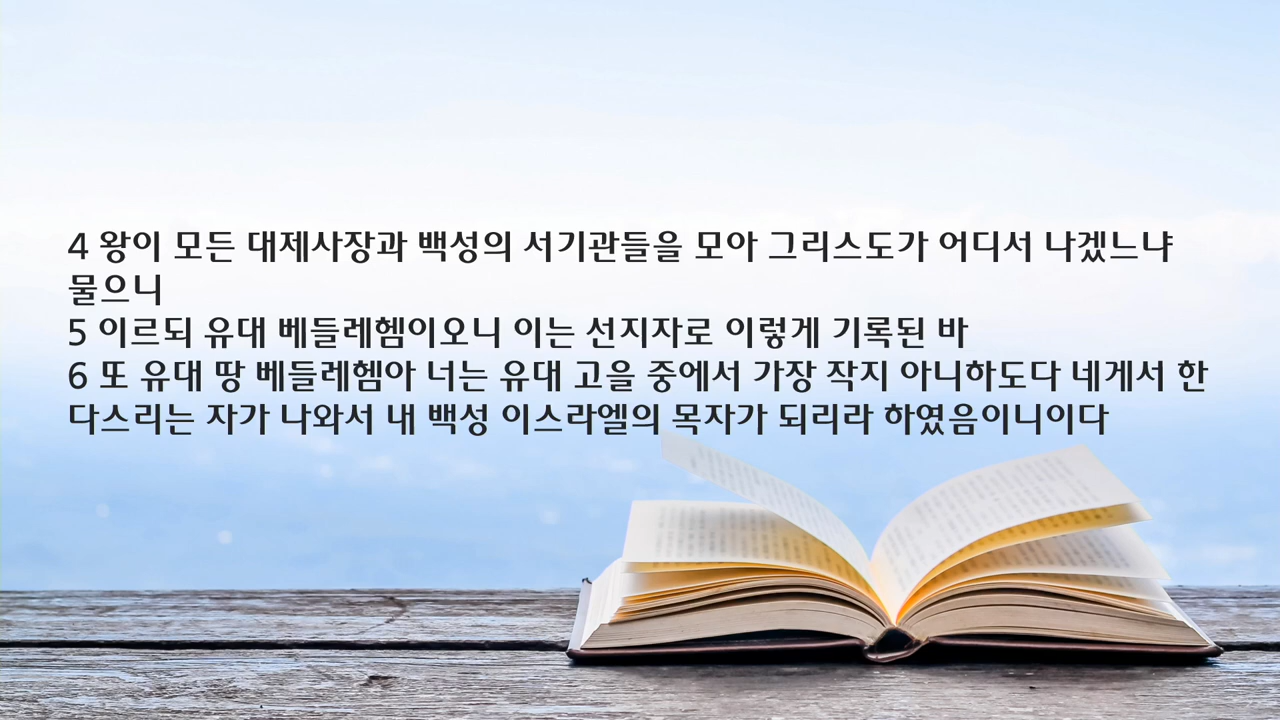 4 왕이 모든 대제사장과 백성의 서기관들을 모아 그리스도가 어디서 나겠느냐
물으니
5 이르되 유대 베들레헴이오니 이는 선지자로 이렇게 기록된 바
6 또 유대 땅 베들레헴아 너는 유대 고을 중에서 가장 작지 아니하도다 네게서 한
다스리는 자가 나와서 내 백성 이스라엘의 목자가 되리라 하였음이니이다